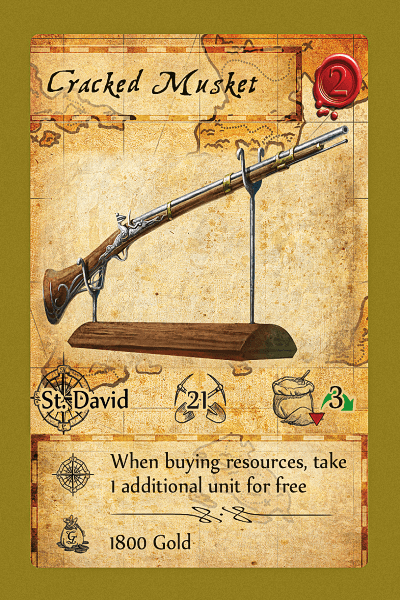 Cracked Musket
2
St. David
21
3
When buying resources, take
1 additional unit for free
1800 Gold